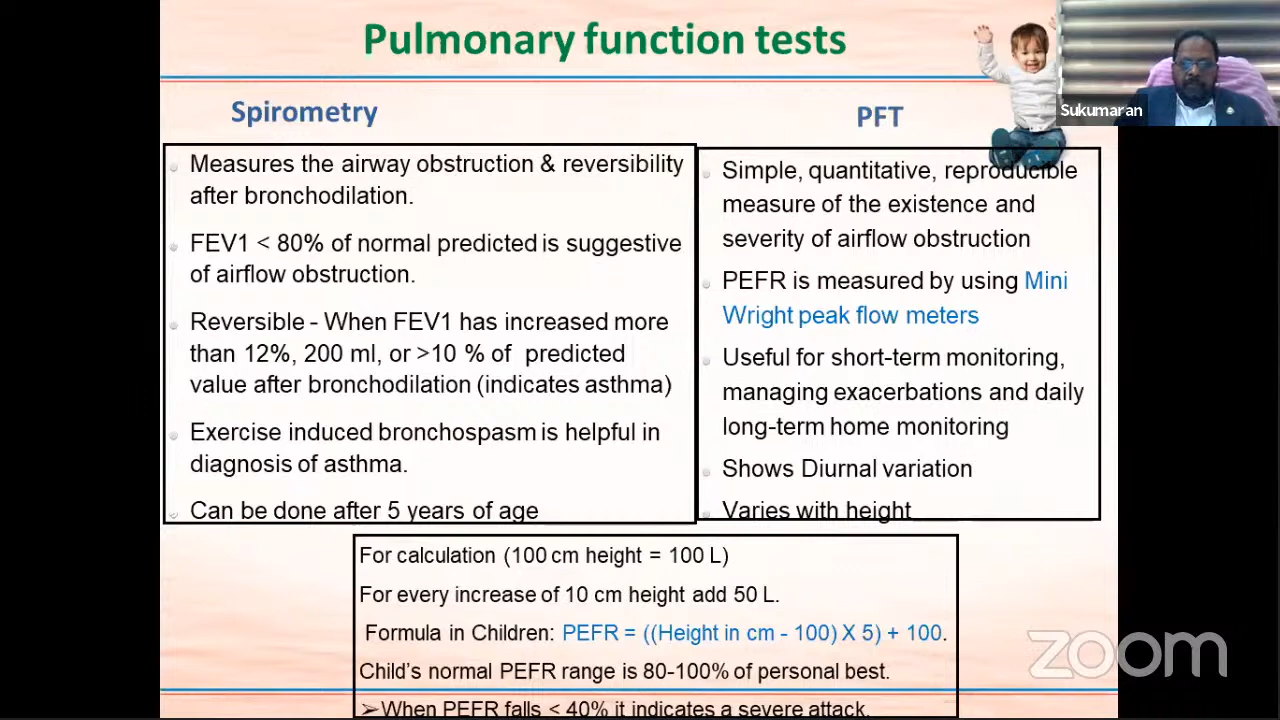 Pulmonary function tests
Sukumaran
Spirometry
Measures the airway obstruction & reversibility
after bronchodilation.
FEV1 < 80% of normal predicted is suggestive
of airflow obstruction.
Reversible - When FEV1 has increased more
than 12%, 200 ml, or >10 % of predicted
value after bronchodilation (indicates asthma)
Exercise induced bronchospasm is helpful in
diagnosis of asthma.
Can be done after 5 years of age
PFT
Simple, quantitative, reproducible
measure of the existence and
severity of airflow obstruction
PEFR is measured by using Mini
Wright peak flow meters
Useful for short-term monitoring,
managing exacerbations and daily
long-term home monitoring
Shows Diurnal variation
Varies with height
For calculation (100 cm height = 100 L)
For every increase of 10 cm height add 50 L.
Formula in Children: PEFR = ((Height in cm - 100) X 5) + 100.
Child's normal PEFR range is 80-100% of personal best.
➢When PEFR falls < 40% it indicates a severe attack.
zoom